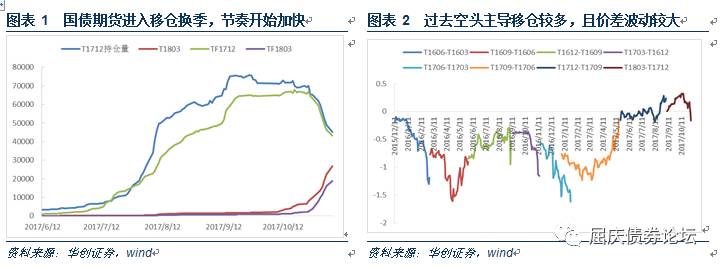 图表 1 国债期货进入移仓换季，节奏开始加快
T1712持仓量 T1803 TF1712 TF1803
80000
70000
60000
50000
40000
30000
20000
10000
0
2017/6/12 2017/7/12 2017/8/12 2017/9/12 2017/10/12
资料来源：华创证券，wind
图表 2 过去空头主导移仓较多，且价差波动较大
T1606-T1603 T1609-T1606 T1612-T1609 T1703-T1612
T1706-T1703 T1709-T1706 T1712-T1709 T1803-T1712
0.5
0
-0.5
-1
-1.5
-2
2016/1/11 2016/2/11 2016/3/11 2016/4/11 2016/5/11 2016/6/11 2016/7/11 2016/8/11 2016/9/11 2016/10/11 2016/11/11 2016/12/11 2017/1/11 2017/2/11 2017/3/11 2017/4/11 2017/5/11 2017/6/11 2017/7/11 2017/8/11 2017/9/11 2017/10/11
资料来源：华创证券，wind
屈庆债券论坛